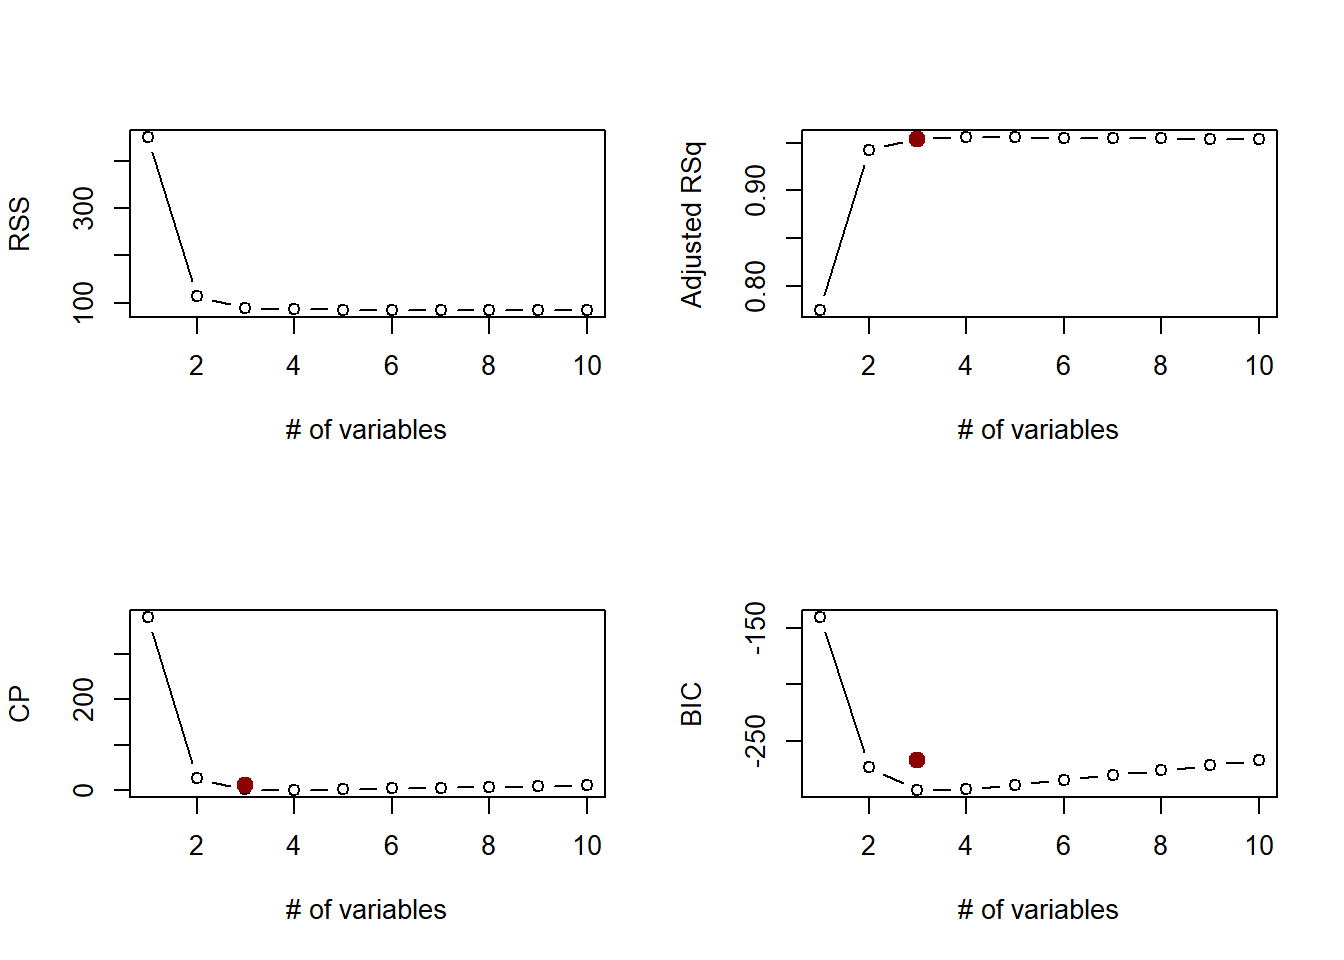 RSS
100
300
2 4 6 8 10
# of variables
Adjusted RSq
0.80
0.90
2 4 6 8 10
# of variables
CP
0
200
2 4 6 8 10
# of variables
BIC
-250
-150
2 4 6 8 10
# of variables